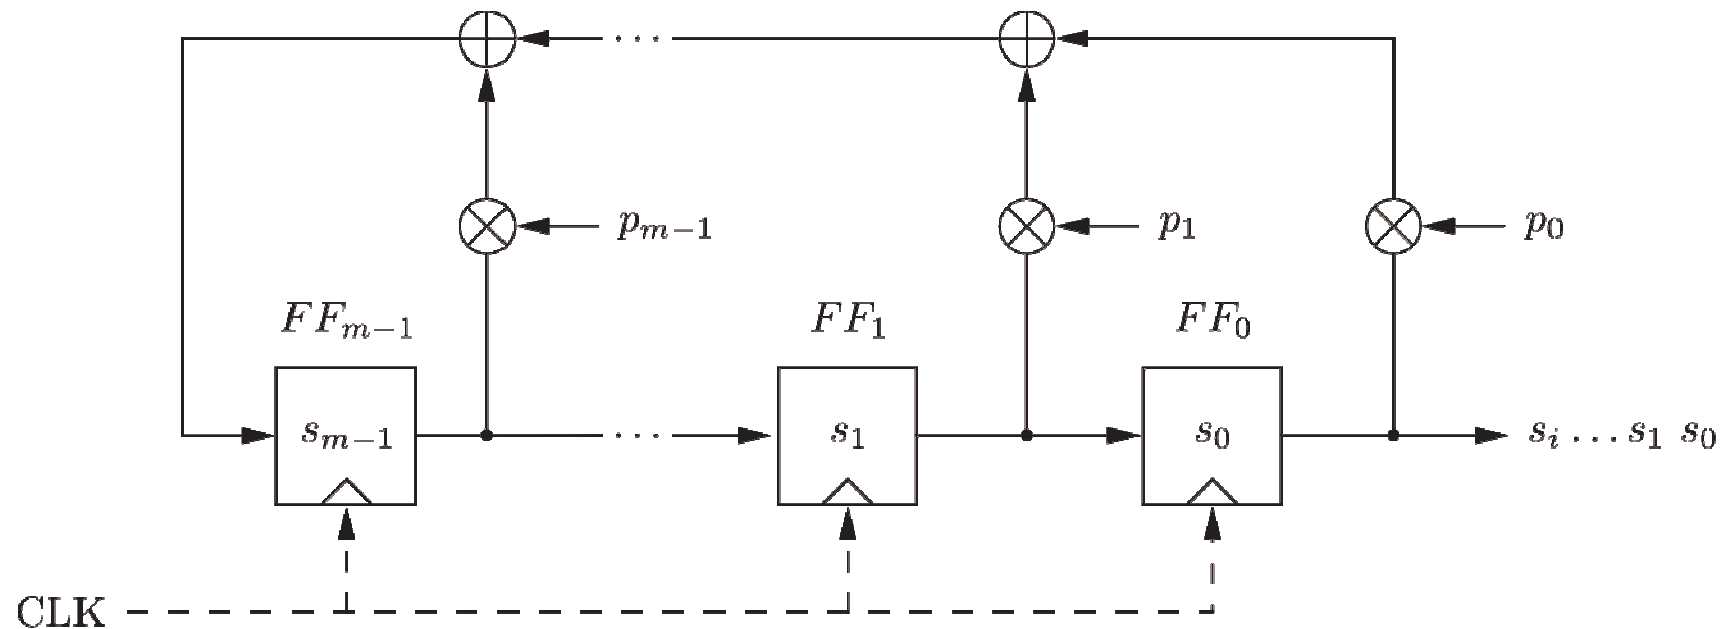 ⋯
p_{m−1} p_1 p_0
FF_{m−1} FF_1 FF_0
s_{m−1} ⋯ s_1 s_0 s_i … s_1 s_0
CLK